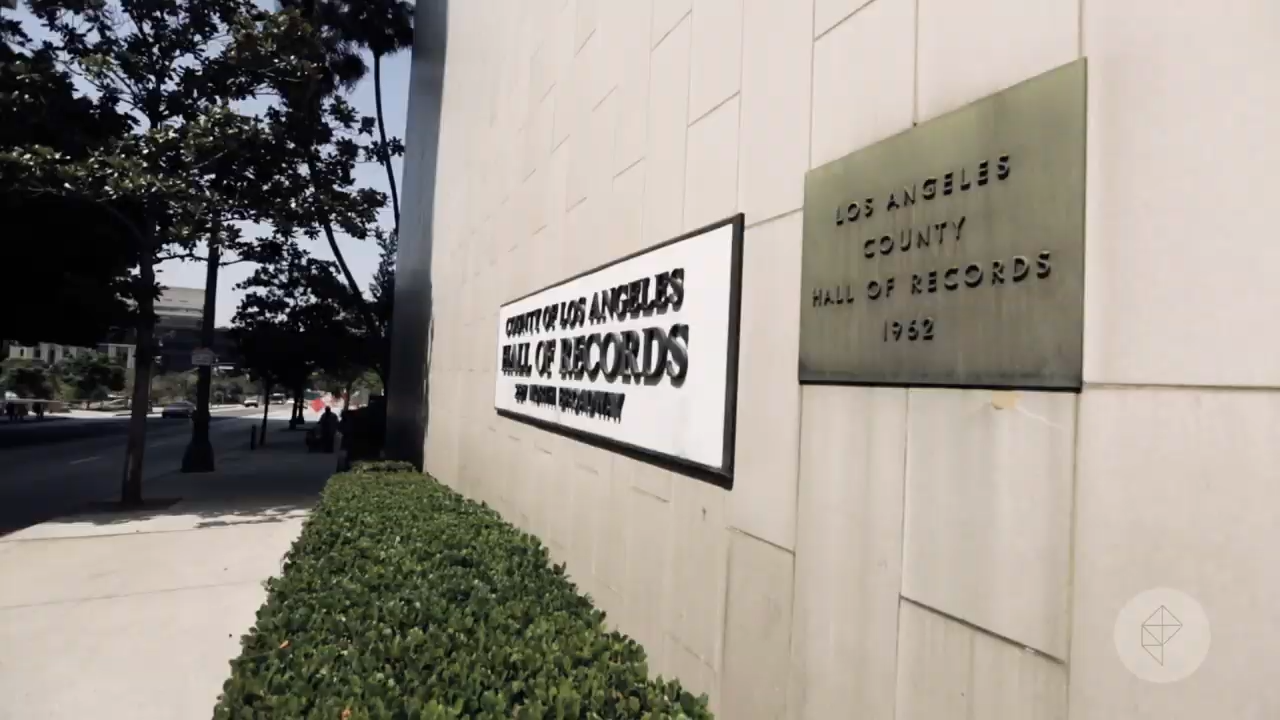 COUNTY OF LOS ANGELES
HALL OF RECORDS
LOS ANGELES
COUNTY
HALL OF RECORDS
1962